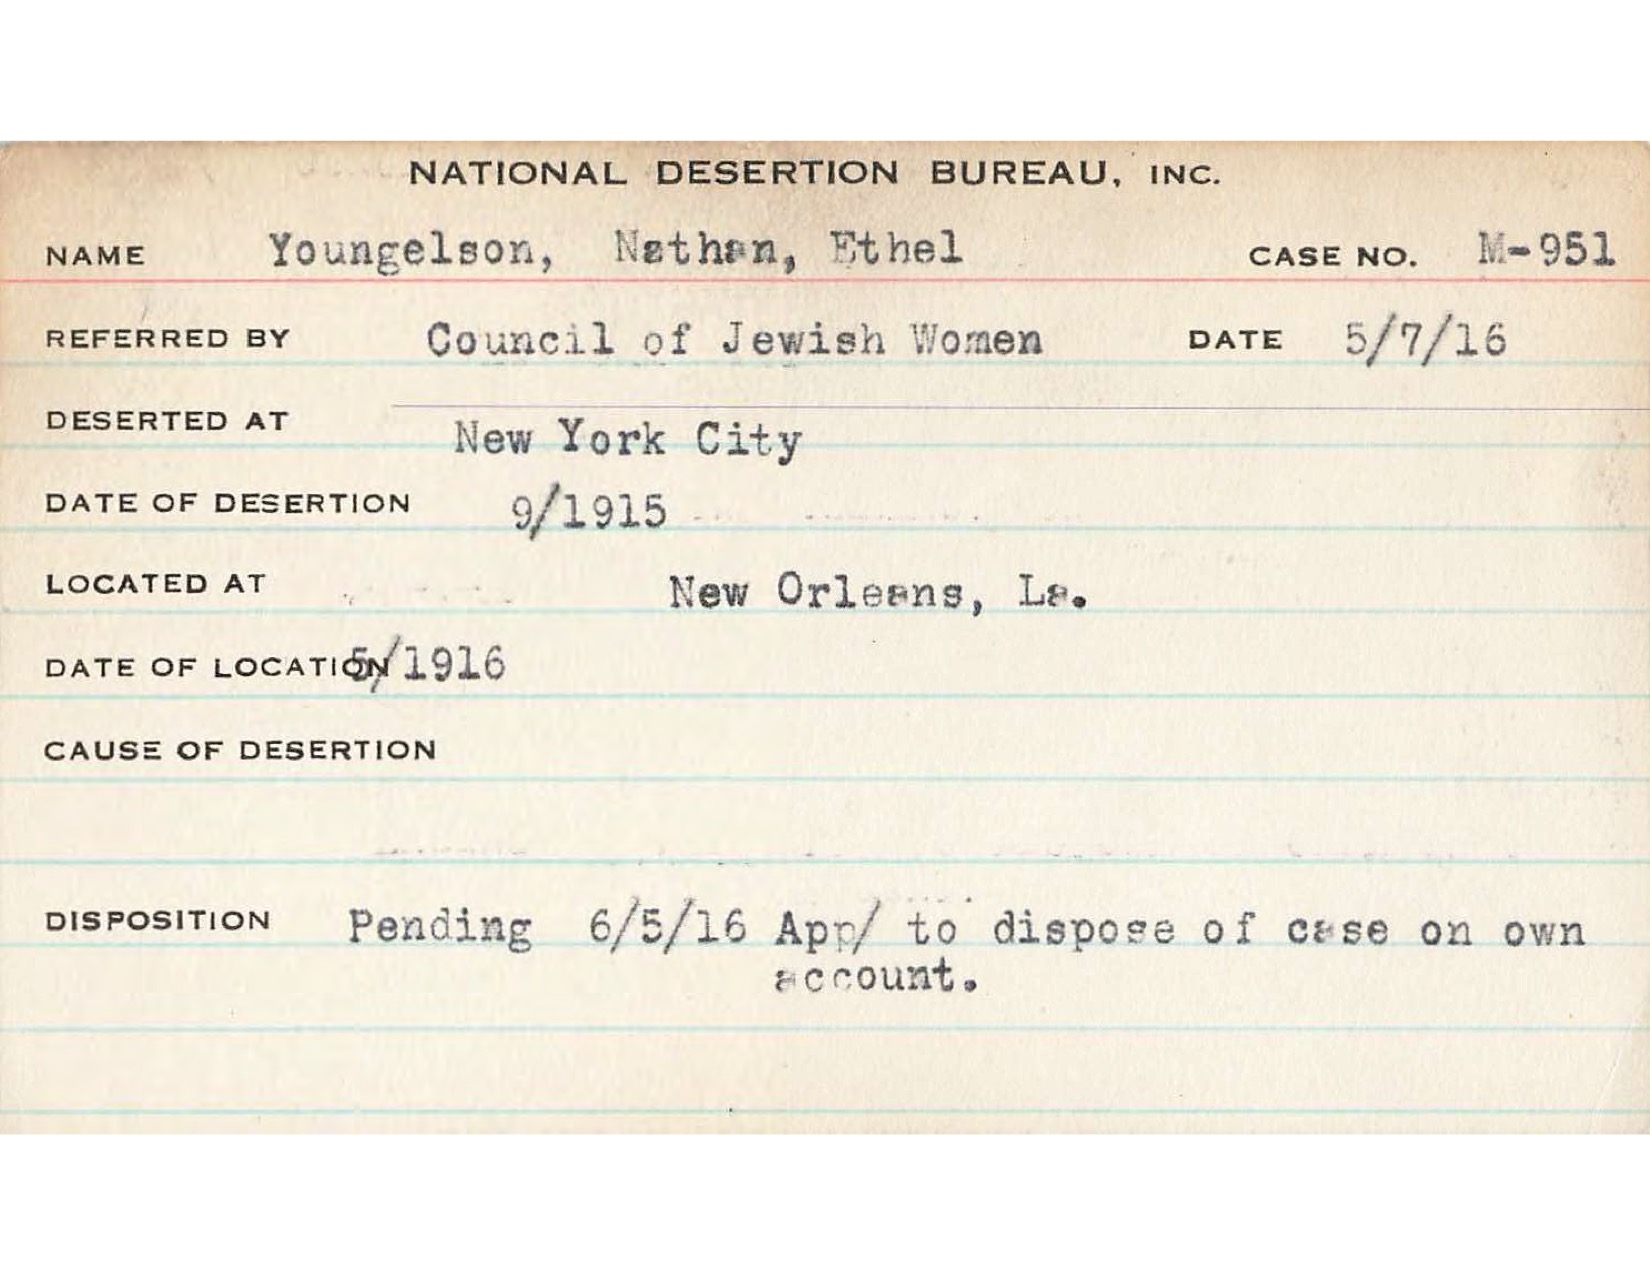 NATIONAL DESERTION BUREAU, INC.
NAME Youngelson, Nathan, Ethel CASE NO. M-951
REFERRED BY Council of Jewish Women DATE 5/7/16
DESERTED AT New York City
DATE OF DESERTION 9/1915
LOCATED AT New Orleans, La.
DATE OF LOCATION 5/1916
CAUSE OF DESERTION
DISPOSITION Pending 6/5/16 App/ to dispose of case on own
account.